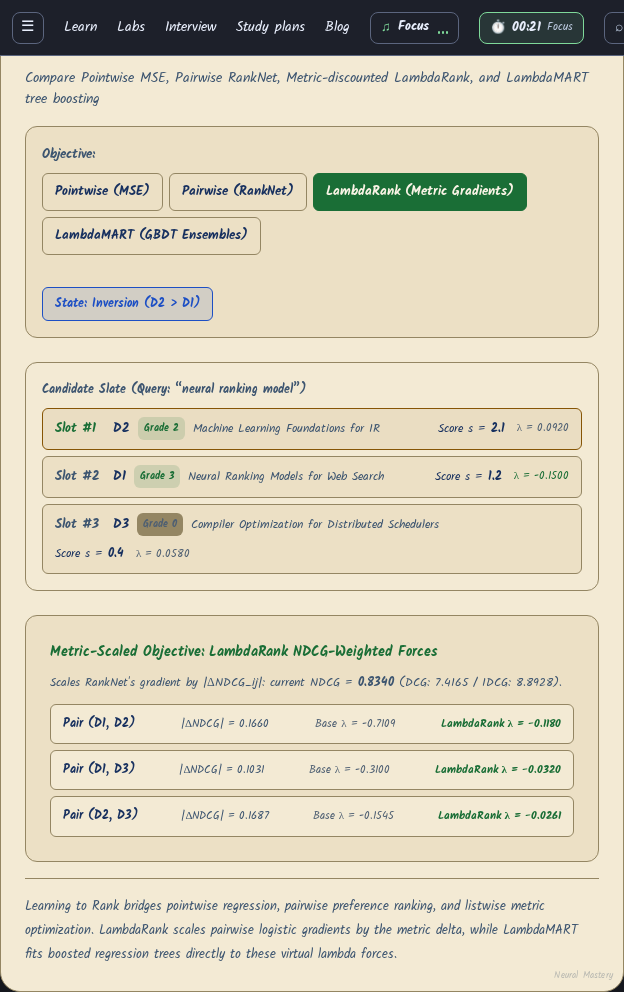 ☰ Learn Labs Interview Study plans Blog ♫ Focus ... ⏱ 00:21 Focus
Compare Pointwise MSE, Pairwise RankNet, Metric-discounted LambdaRank, and LambdaMART
tree boosting
Objective:
Pointwise (MSE) Pairwise (RankNet) LambdaRank (Metric Gradients)
LambdaMART (GBDT Ensembles)
State: Inversion (D2 > D1)
Candidate Slate (Query: “neural ranking model”)
Slot #1 D2 Grade 2 Machine Learning Foundations for IR Score s = 2.1 λ = 0.0920
Slot #2 D1 Grade 3 Neural Ranking Models for Web Search Score s = 1.2 λ = -0.1500
Slot #3 D3 Grade 0 Compiler Optimization for Distributed Schedulers
Score s = 0.4 λ = 0.0580
Metric-Scaled Objective: LambdaRank NDCG-Weighted Forces
Scales RankNet's gradient by |ΔNDCG_ij|: current NDCG = 0.8340 (DCG: 7.4165 / IDCG: 8.8928).
Pair (D1, D2) |ΔNDCG| = 0.1660 Base λ = -0.7109 LambdaRank λ = -0.1180
Pair (D1, D3) |ΔNDCG| = 0.1031 Base λ = -0.3100 LambdaRank λ = -0.0320
Pair (D2, D3) |ΔNDCG| = 0.1687 Base λ = -0.1545 LambdaRank λ = -0.0261
Learning to Rank bridges pointwise regression, pairwise preference ranking, and listwise metric
optimization. LambdaRank scales pairwise logistic gradients by the metric delta, while LambdaMART
fits boosted regression trees directly to these virtual lambda forces.
Neural Mastery